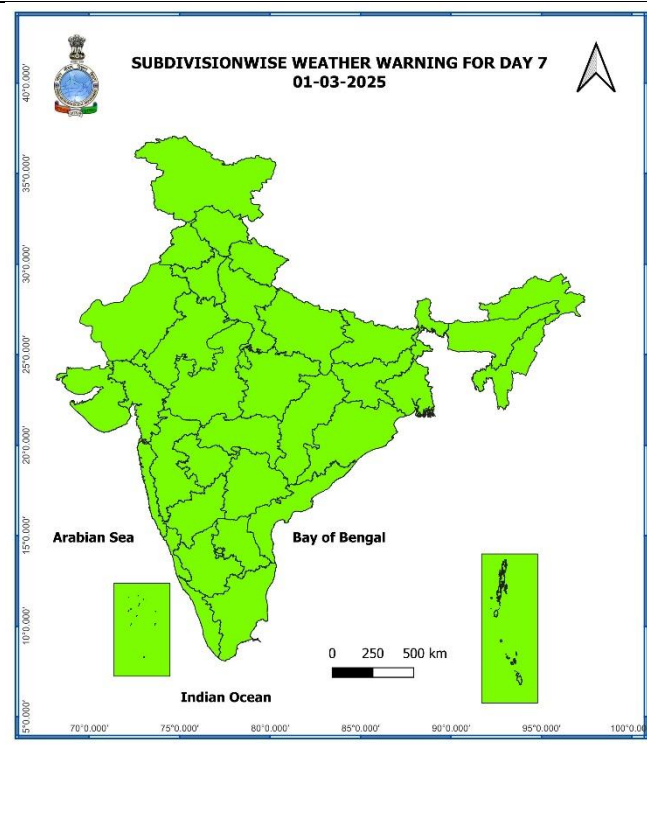 SUBDIVISIONWISE WEATHER WARNING FOR DAY 7
01-03-2025
40°0.000'
35°0.000'
30°0.000'
25°0.000'
20°0.000'
15°0.000'
10°0.000'
5°0.000'
Arabian Sea
Bay of Bengal
0 250 500 km
Indian Ocean
70°0.000' 75°0.000' 80°0.000' 85°0.000' 90°0.000' 95°0.000' 100°0.0